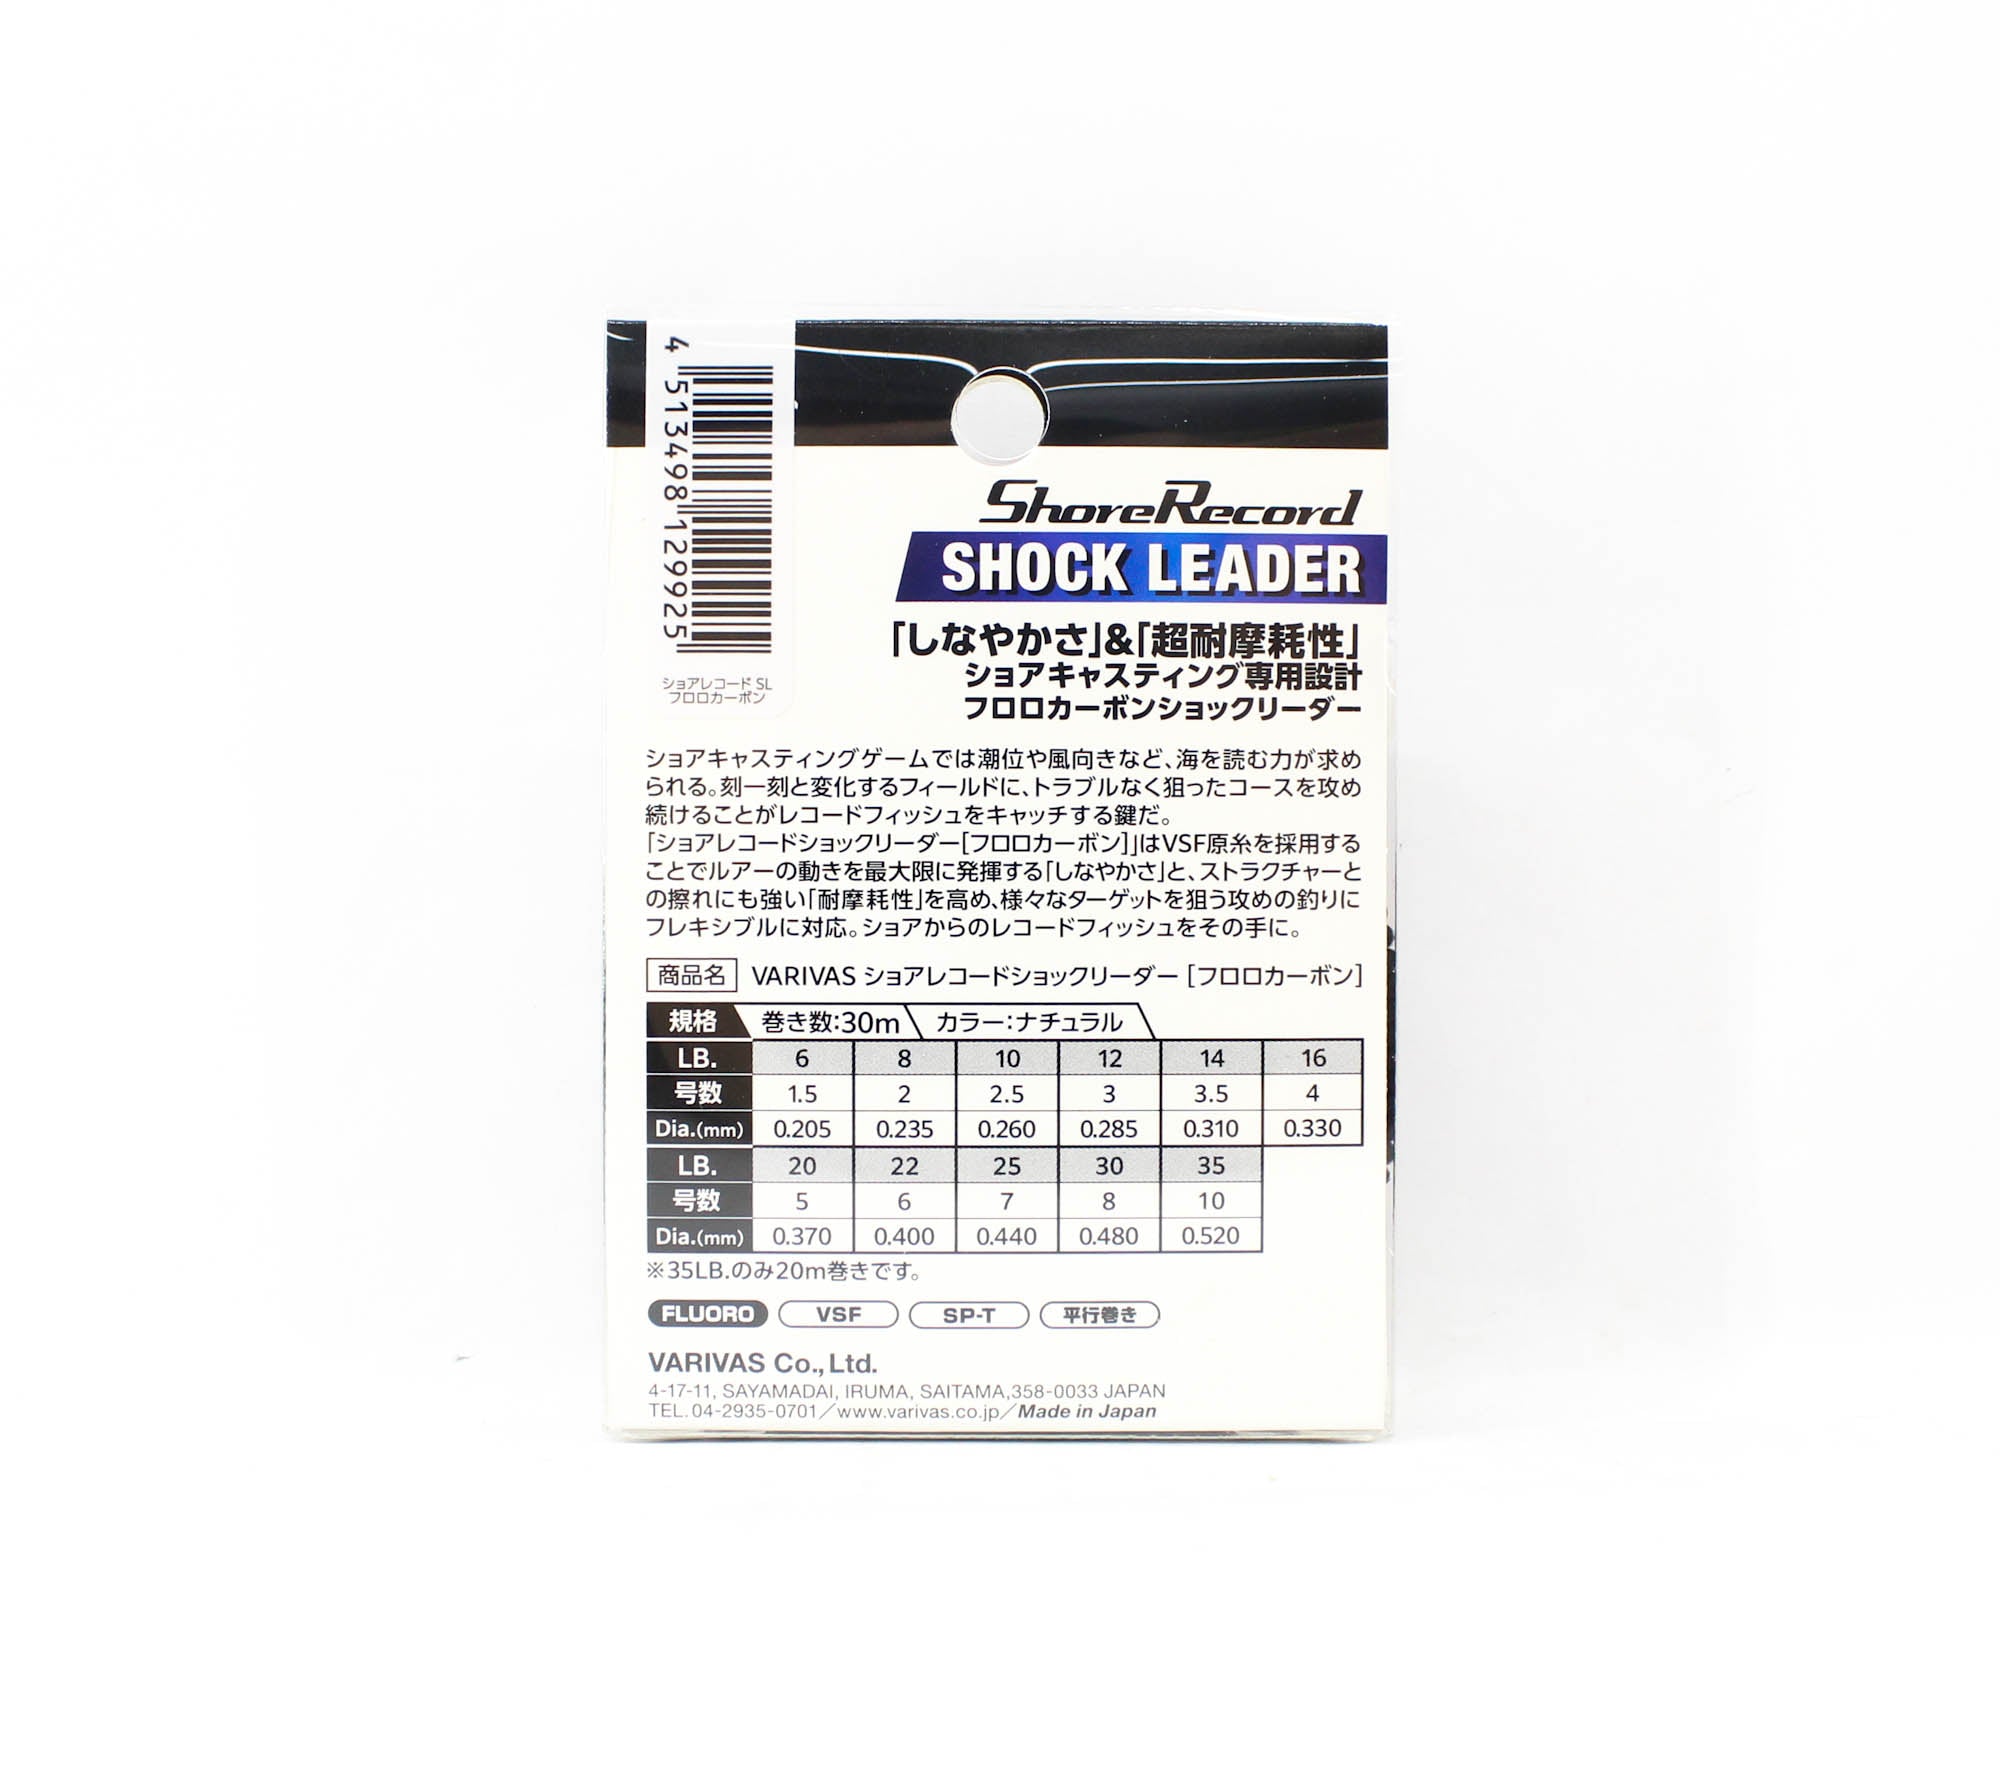 4 513498 129925
ショアレコード SL
フロロカーボン
ShoreRecord
SHOCK LEADER
「しなやかさ」&「超耐摩耗性」
ショアキャスティング専用設計
フロロカーボンショックリーダー
ショアキャスティングゲームでは潮位や風向きなど、海を読む力が求め
られる。刻一刻と変化するフィールドに、トラブルなく狙ったコースを攻め
続けることがレコードフィッシュをキャッチする鍵だ。
「ショアレコードショックリーダー[フロロカーボン]」はVSF原糸を採用する
ことでルアーの動きを最大限に発揮する「しなやかさ」と、ストラクチャーと
の擦れにも強い「耐摩耗性」を高め、様々なターゲットを狙う攻めの釣りに
フレキシブルに対応。ショアからのレコードフィッシュをその手に。
商品名 VARIVAS ショアレコードショックリーダー [フロロカーボン]
規格 巻き数:30m カラー:ナチュラル
LB. 6 8 10 12 14 16
号数 1.5 2 2.5 3 3.5 4
Dia.(mm) 0.205 0.235 0.260 0.285 0.310 0.330
LB. 20 22 25 30 35
号数 5 6 7 8 10
Dia.(mm) 0.370 0.400 0.440 0.480 0.520
※35LB.のみ20m巻きです。
FLUORO VSF SP-T 平行巻き
VARIVAS Co.,Ltd.
4-17-11, SAYAMADAI, IRUMA, SAITAMA,358-0033 JAPAN
TEL.04-2935-0701／www.varivas.co.jp／Made in Japan